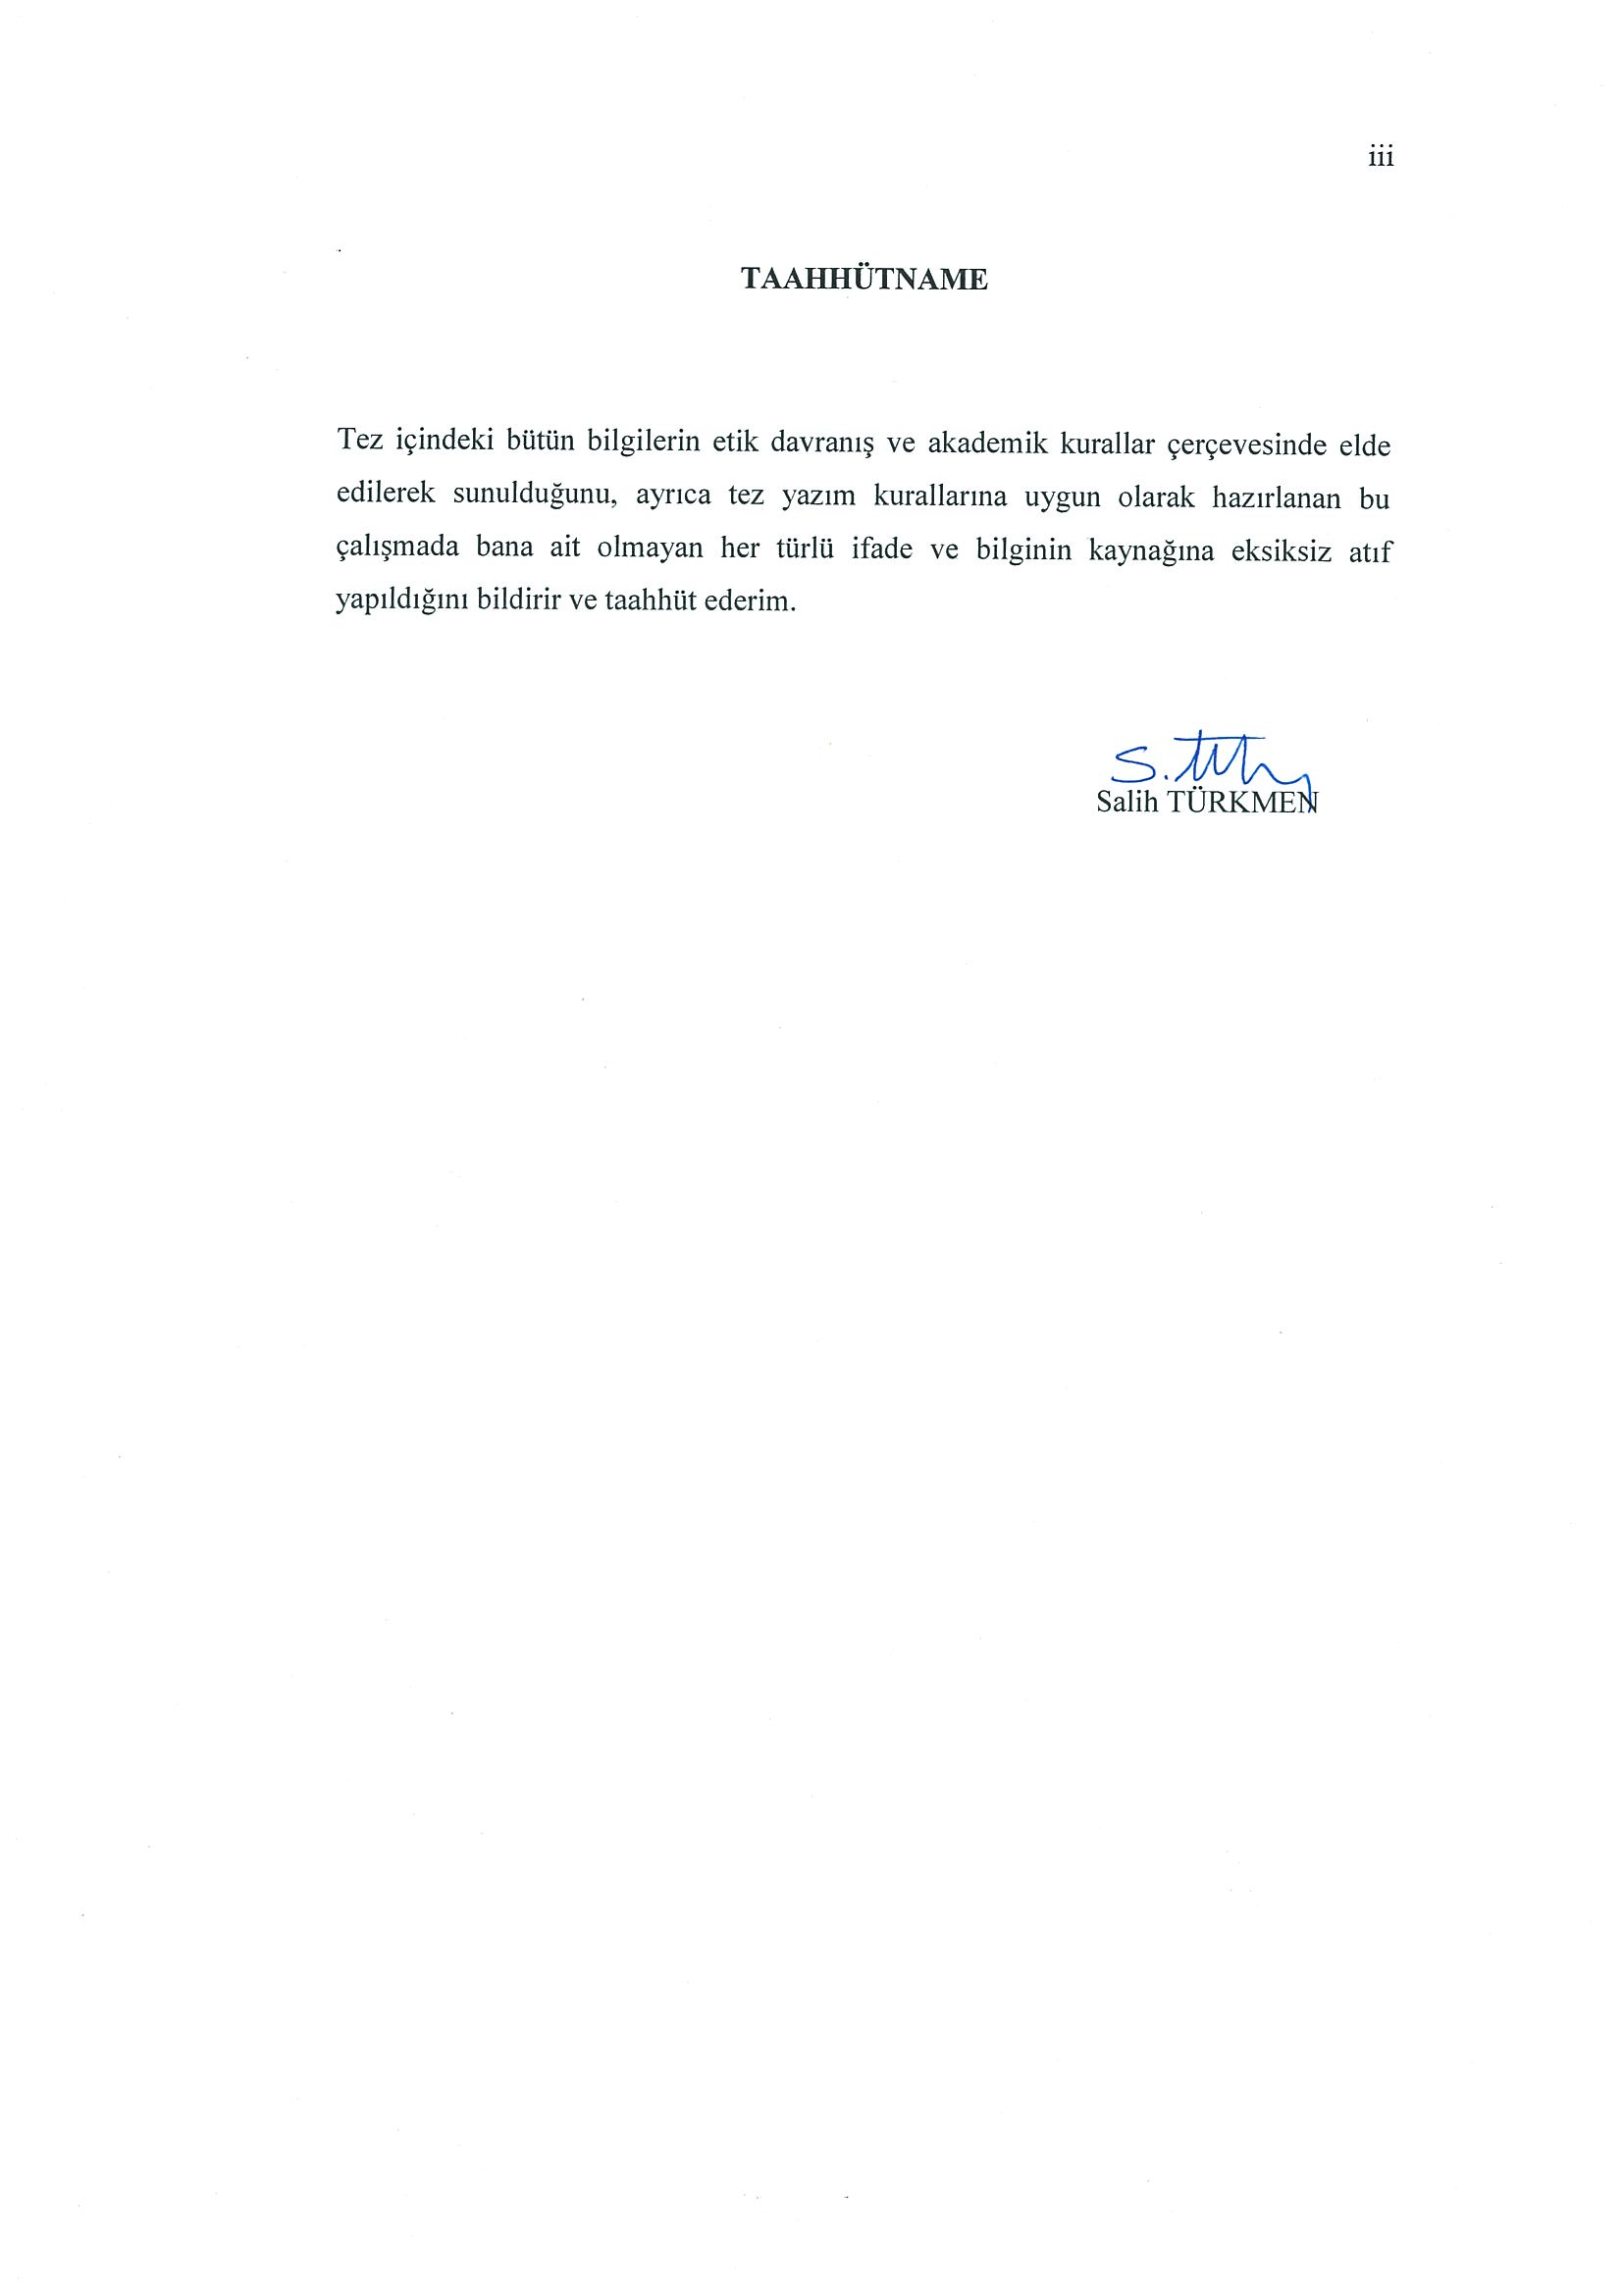 iii
TAAHHÜTNAME
Tez içindeki bütün bilgilerin etik davranış ve akademik kurallar çerçevesinde elde
edilerek sunulduğunu, ayrıca tez yazım kurallarına uygun olarak hazırlanan bu
çalışmada bana ait olmayan her türlü ifade ve bilginin kaynağına eksiksiz atıf
yapıldığını bildirir ve taahhüt ederim.
Salih TÜRKMEN